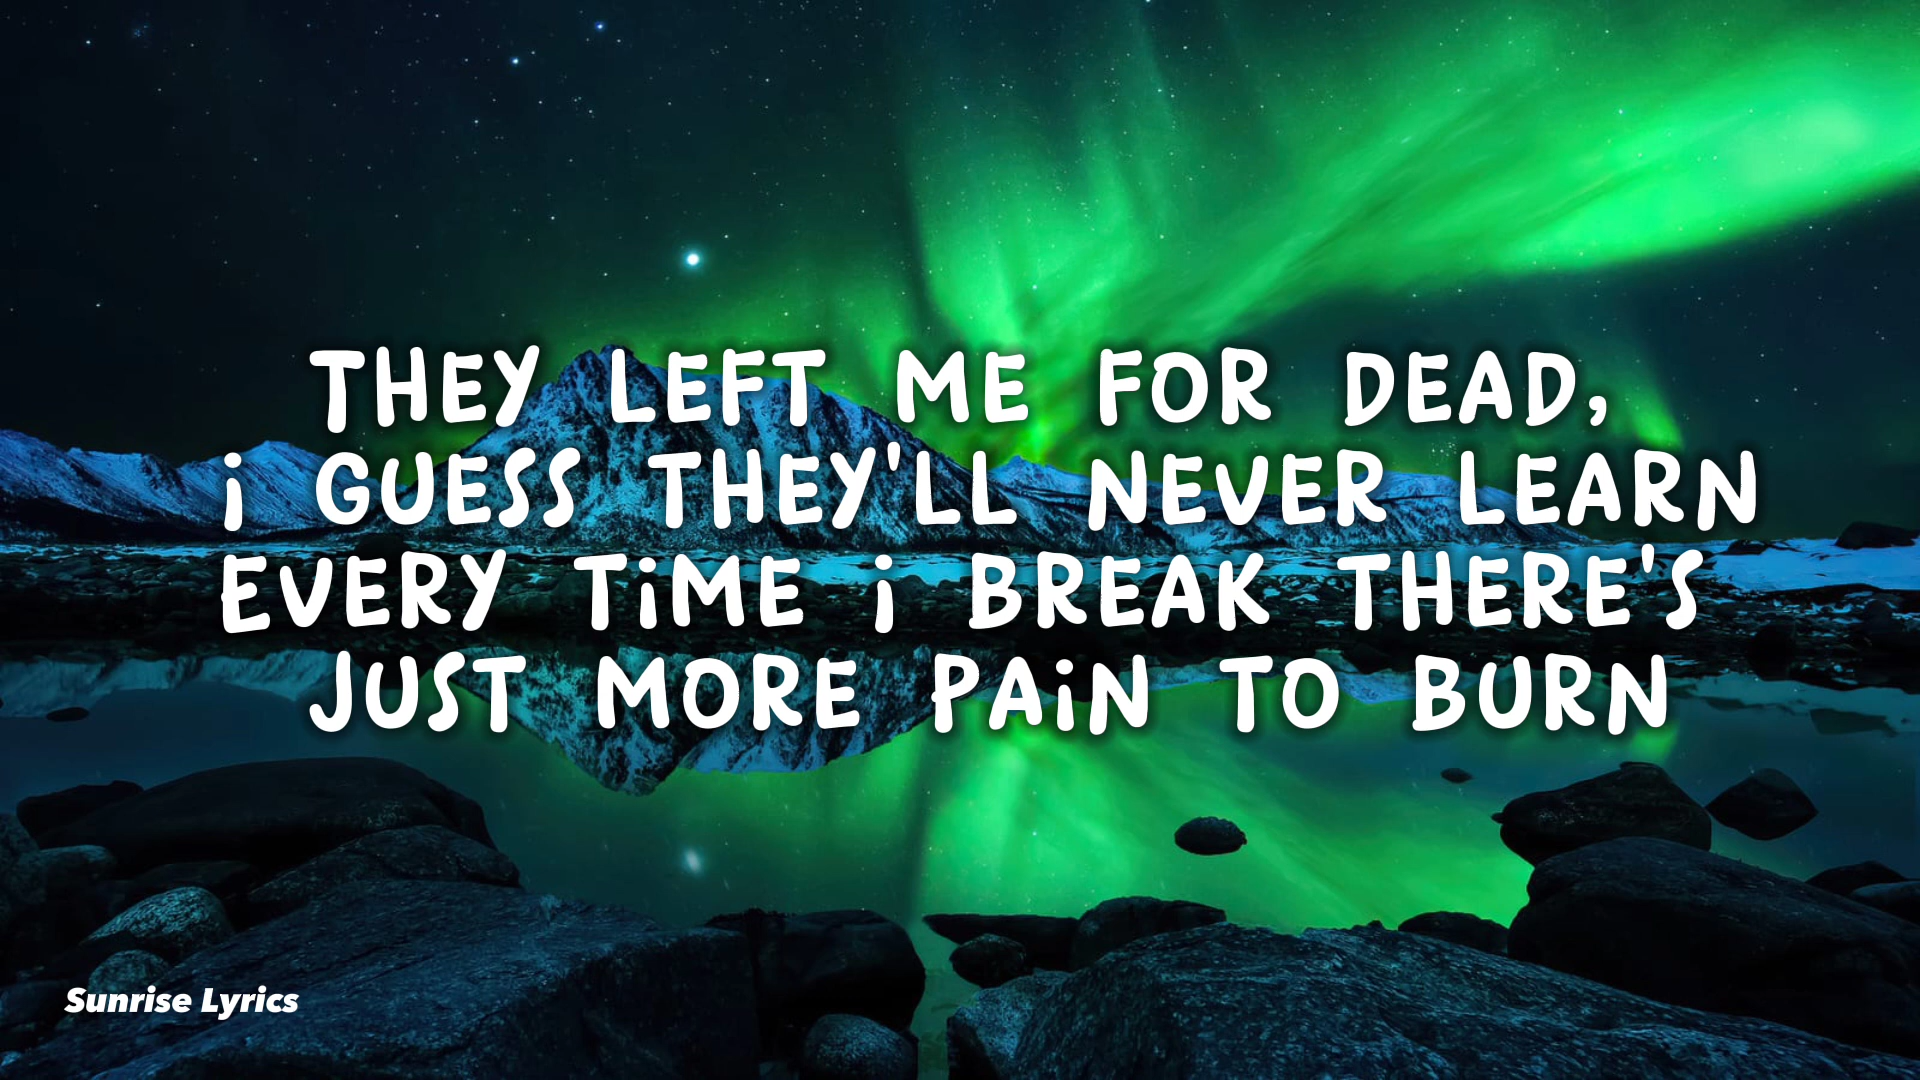 THEY LEFT ME FOR DEAD,
i GUESS THEY'LL NEVER LEARN
EVERY TiME i BREAK THERE'S
JUST MORE PAiN TO BURN
Sunrise Lyrics